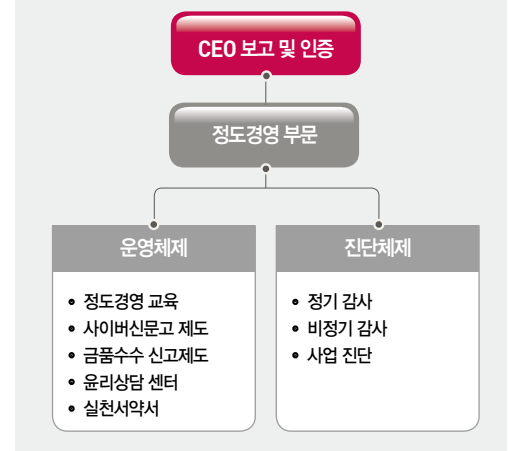 CEO 보고 및 인증
정도경영 부문
운영체제
• 정도경영 교육
• 사이버신문고 제도
• 금품수수 신고제도
• 윤리상담 센터
• 실천서약서
진단체제
• 정기 감사
• 비정기 감사
• 사업 진단